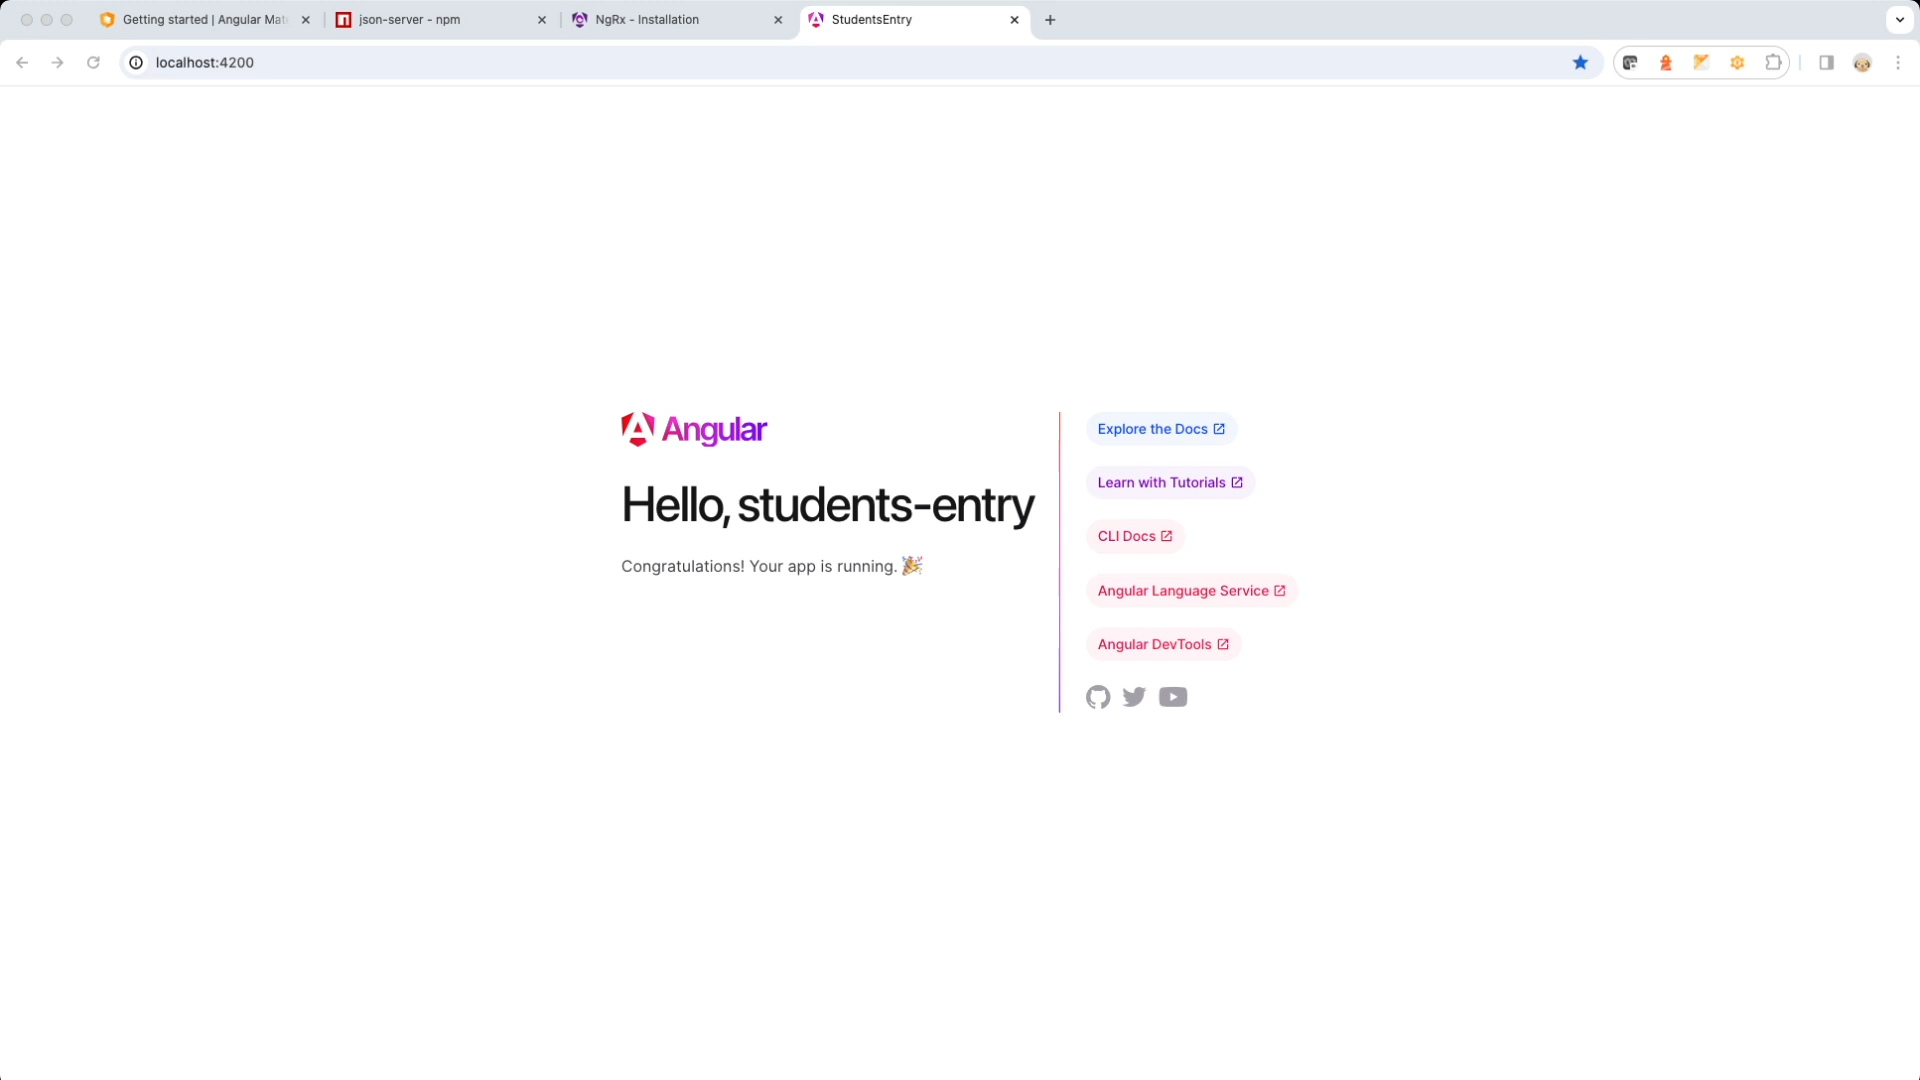 Getting started | Angular Mate
json-server - npm
NgRx - Installation
StudentsEntry
localhost:4200
Angular
Hello, students-entry
Congratulations! Your app is running. 🎉
Explore the Docs
Learn with Tutorials
CLI Docs
Angular Language Service
Angular DevTools